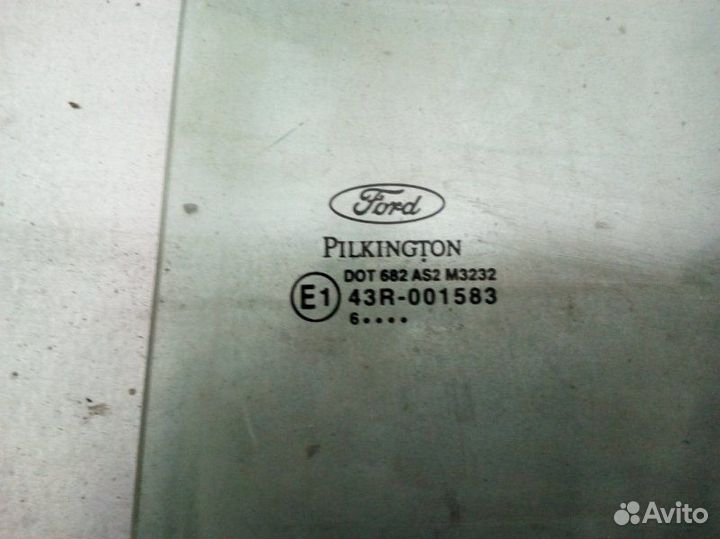 Ford
PILKINGTON
DOT 682 AS2 M3232
E1 43R-001583
6••••
Avito